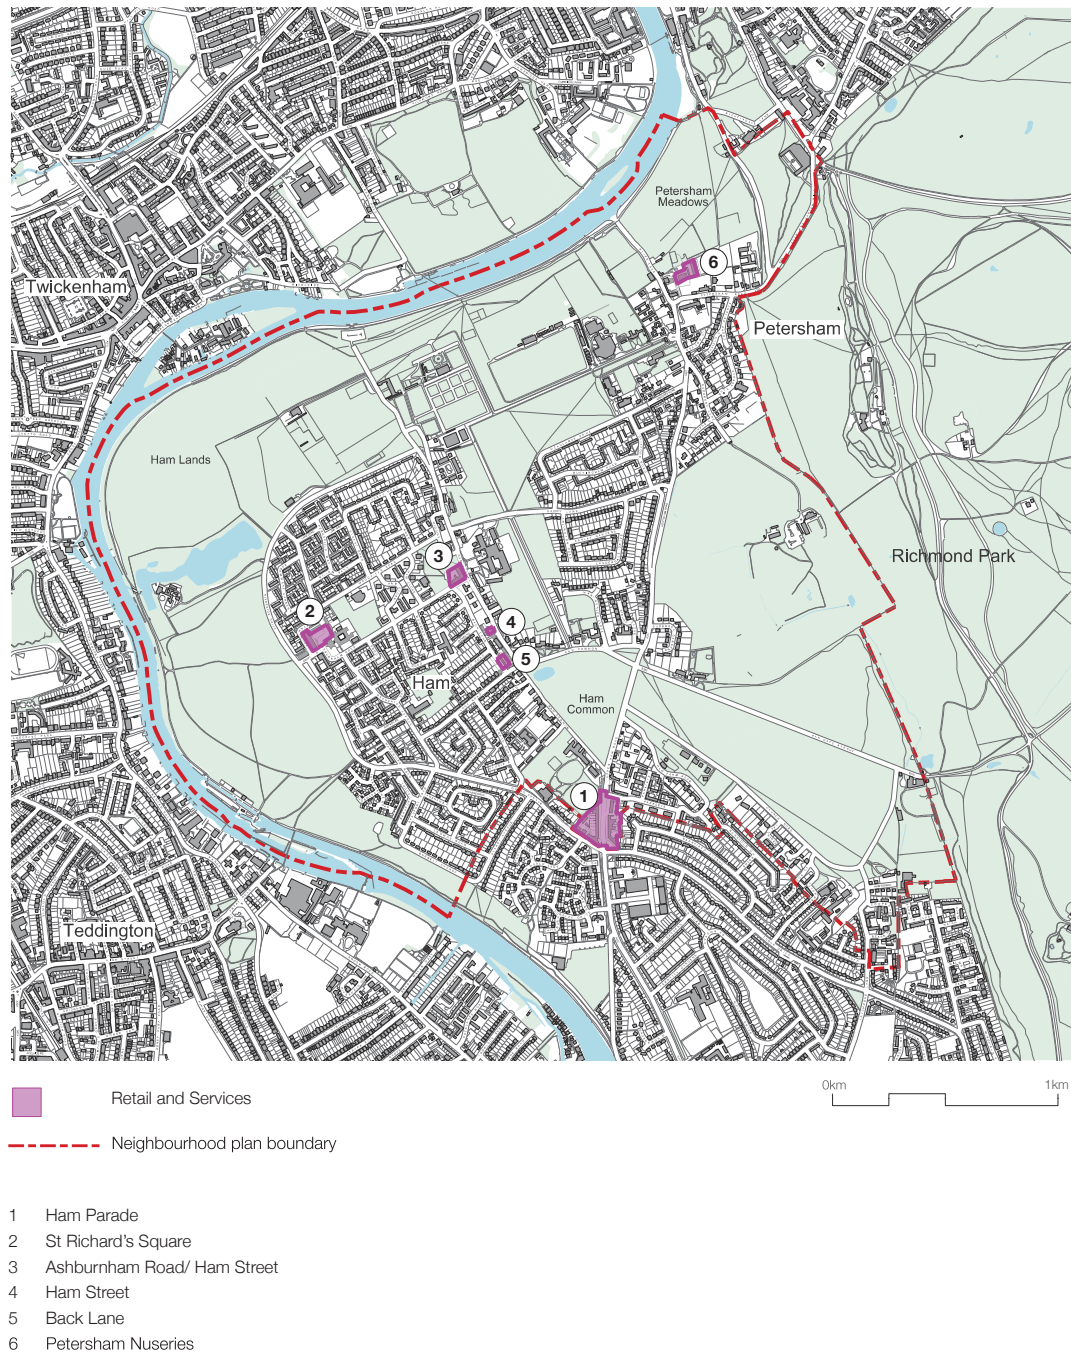 Petersham
Meadows
6
Twickenham
Petersham
Ham Lands
3
Richmond Park
2
4
5
Ham
Ham
Common
1
Teddington
0km 1km
Retail and Services
Neighbourhood plan boundary
1 Ham Parade
2 St Richard's Square
3 Ashburnham Road/ Ham Street
4 Ham Street
5 Back Lane
6 Petersham Nuseries